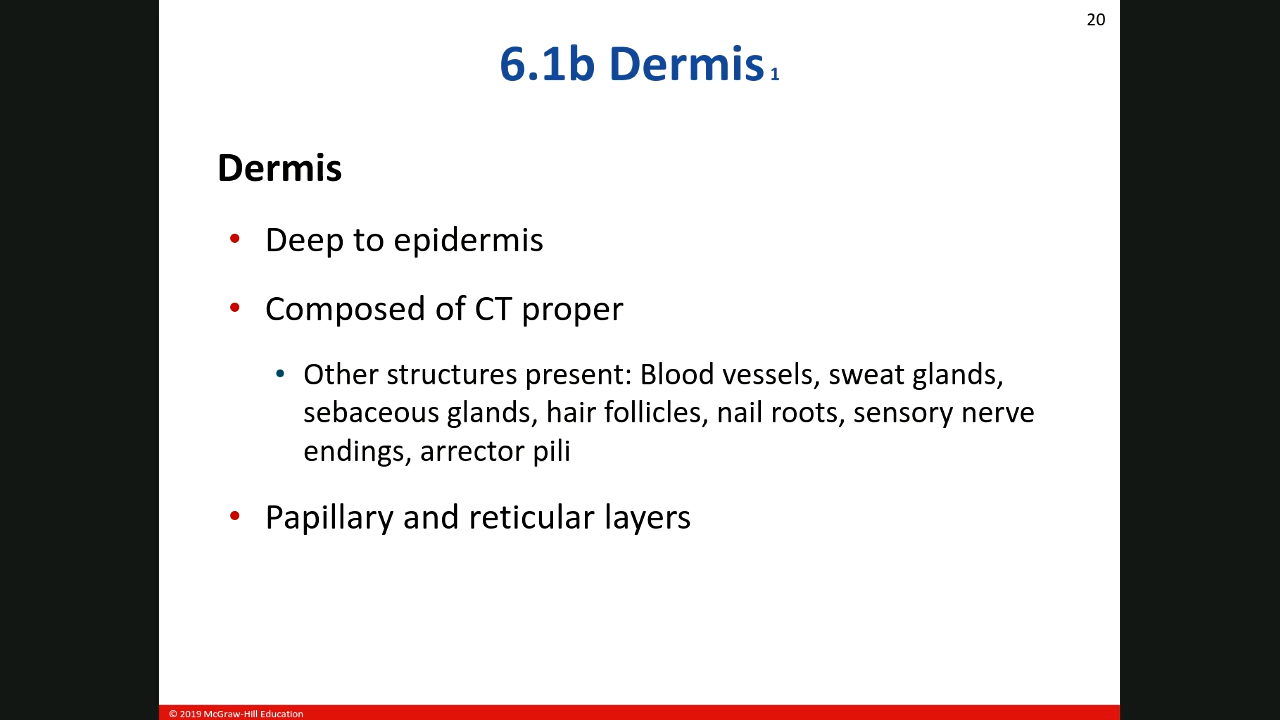 20
6.1b Dermis 1
Dermis
• Deep to epidermis
• Composed of CT proper
• Other structures present: Blood vessels, sweat glands,
sebaceous glands, hair follicles, nail roots, sensory nerve
endings, arrector pili
• Papillary and reticular layers
© 2019 McGraw-Hill Education